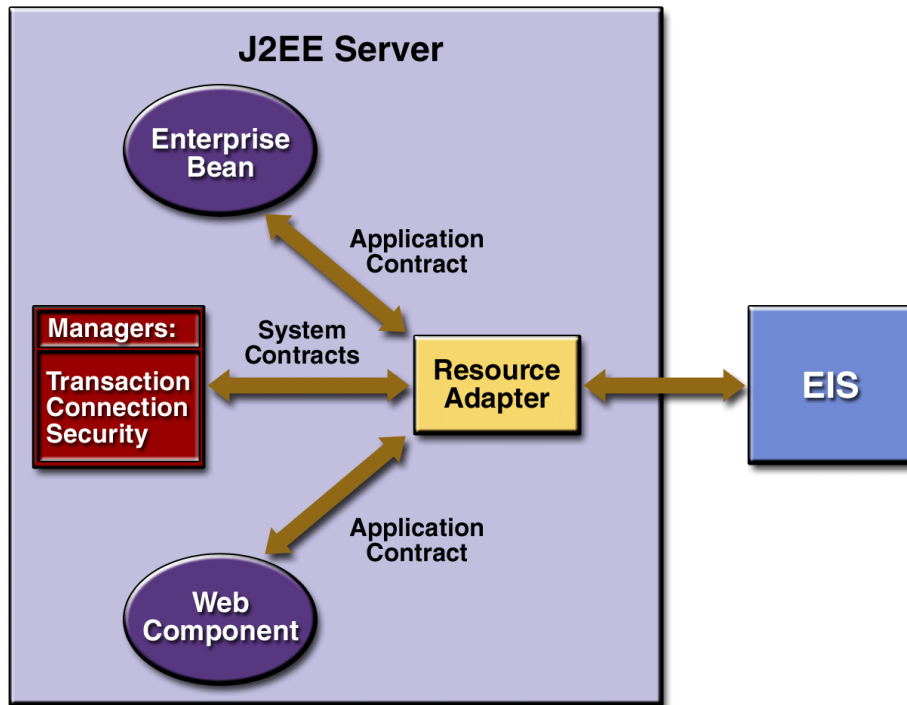 J2EE Server
Enterprise
Bean
Application
Contract
Managers:
Transaction
Connection
Security
System
Contracts
Resource
Adapter
EIS
Application
Contract
Web
Component